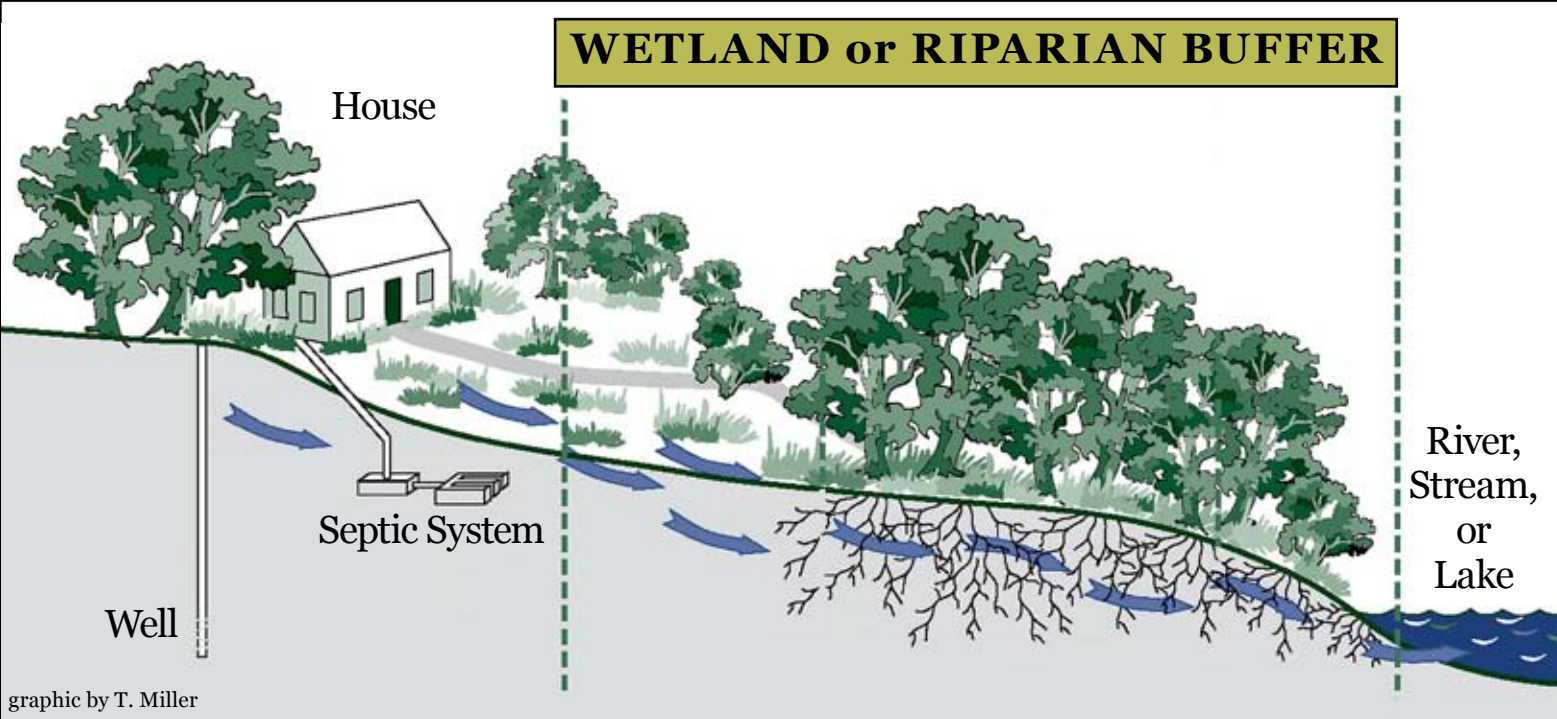 WETLAND or RIPARIAN BUFFER
House
River,
Stream,
or
Lake
Septic System
Well
graphic by T. Miller